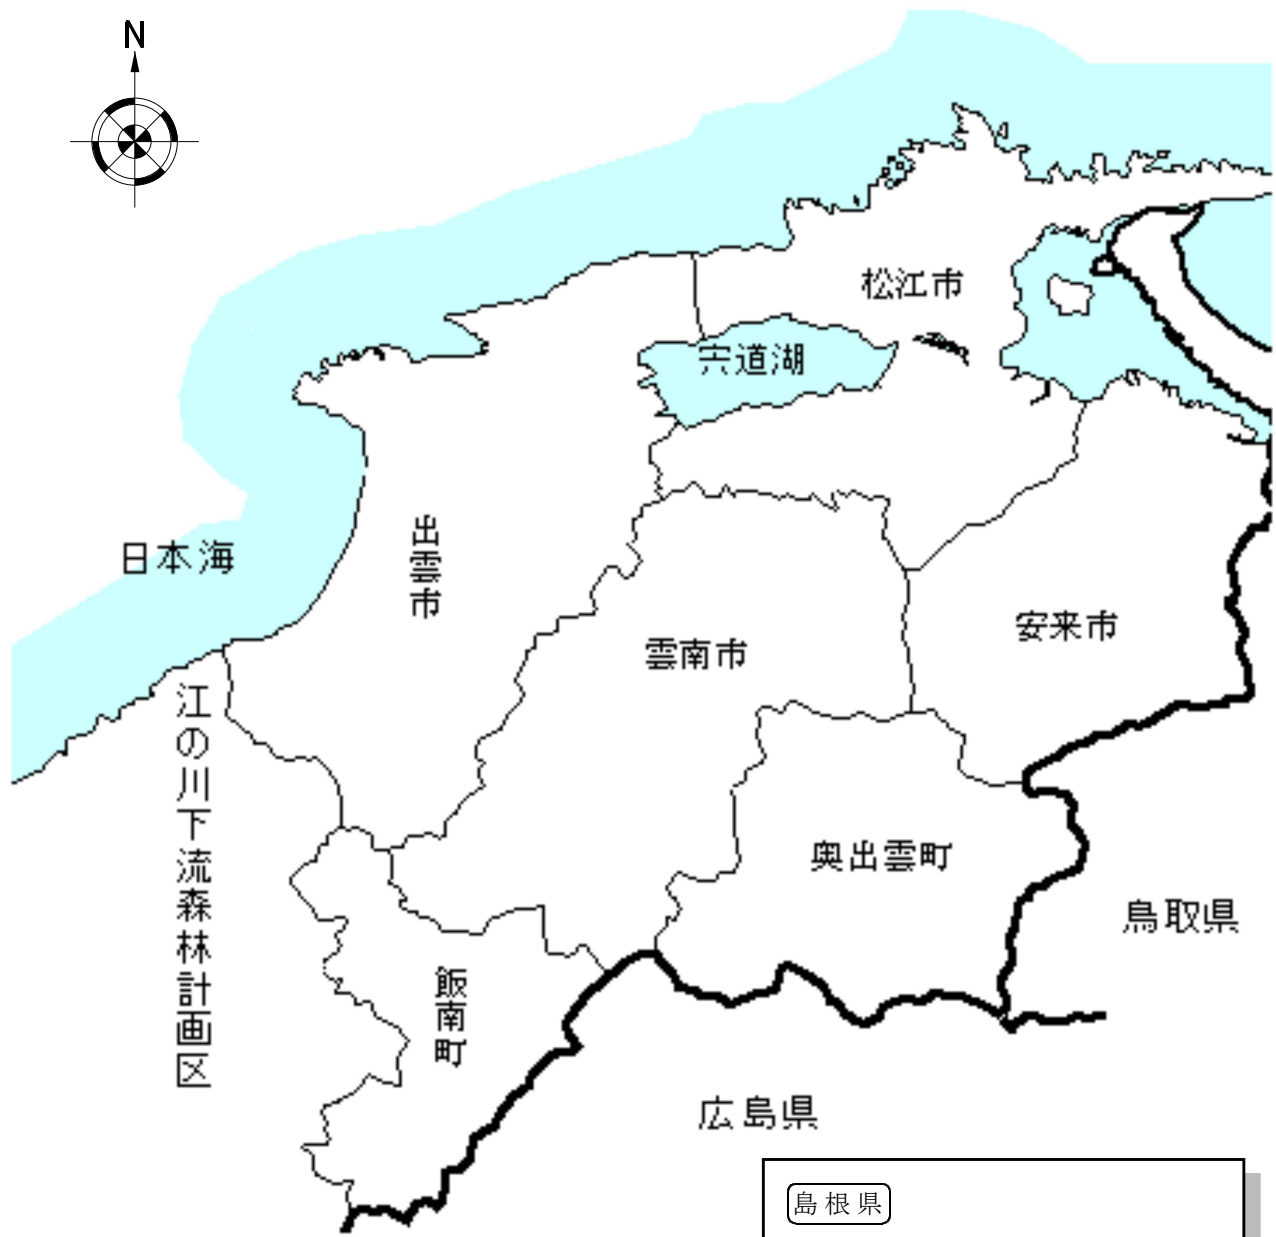 N
松江市
宍道湖
出雲市
日本海
安来市
雲南市
江の川下流森林計画区
奥出雲町
鳥取県
飯南町
広島県
島根県